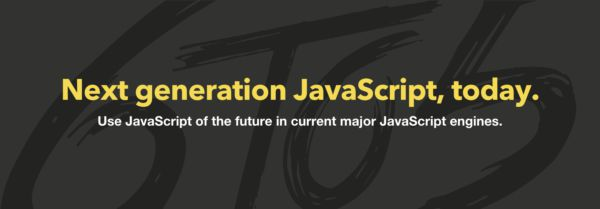 6to5
Next generation JavaScript, today.
Use JavaScript of the future in current major JavaScript engines.